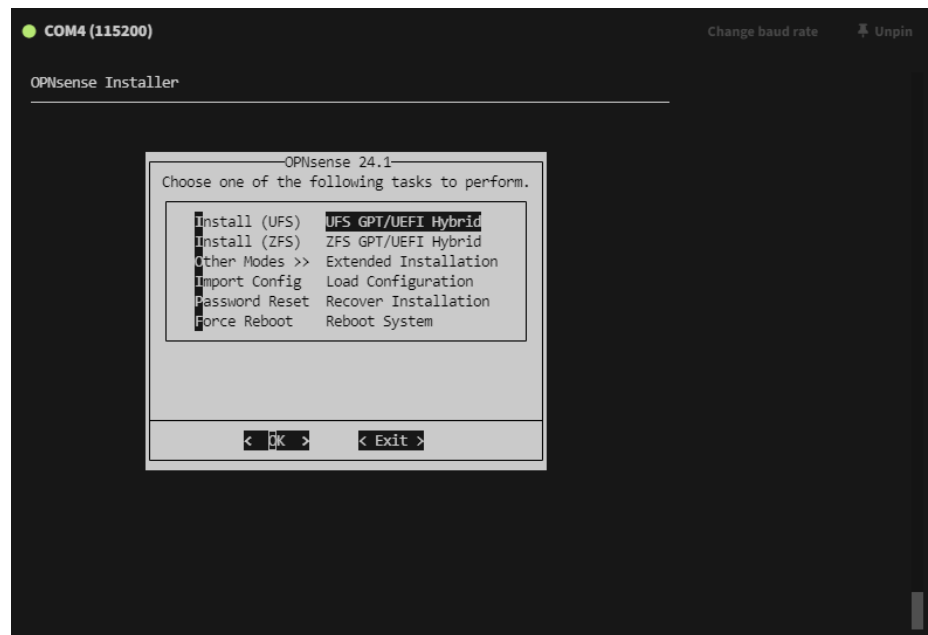 COM4 (115200) Change baud rate Unpin
OPNsense Installer
OPNsense 24.1
Choose one of the following tasks to perform.
Install (UFS) UFS GPT/UEFI Hybrid
Install (ZFS) ZFS GPT/UEFI Hybrid
Other Modes >> Extended Installation
Import Config Load Configuration
Password Reset Recover Installation
Force Reboot Reboot System
< OK > < Exit >